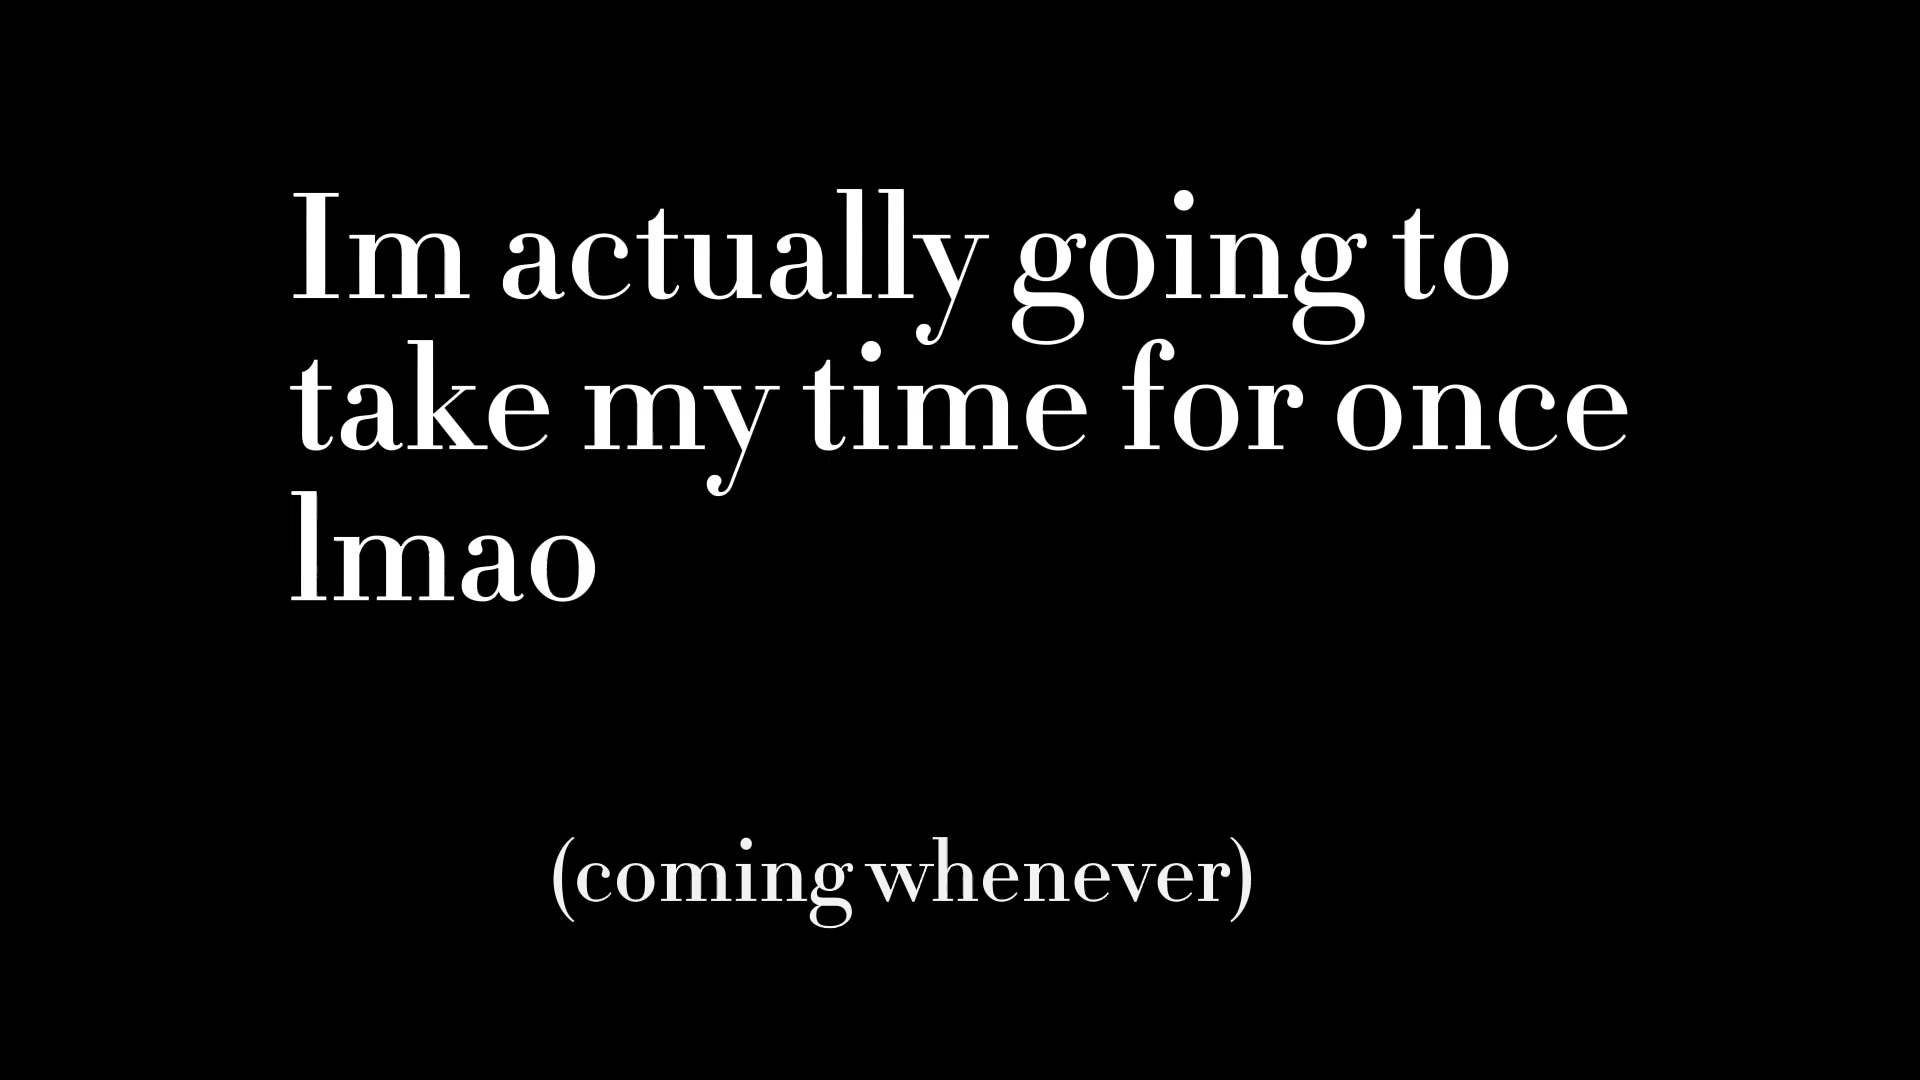 Im actually going to
take my time for once
lmao
(coming whenever)